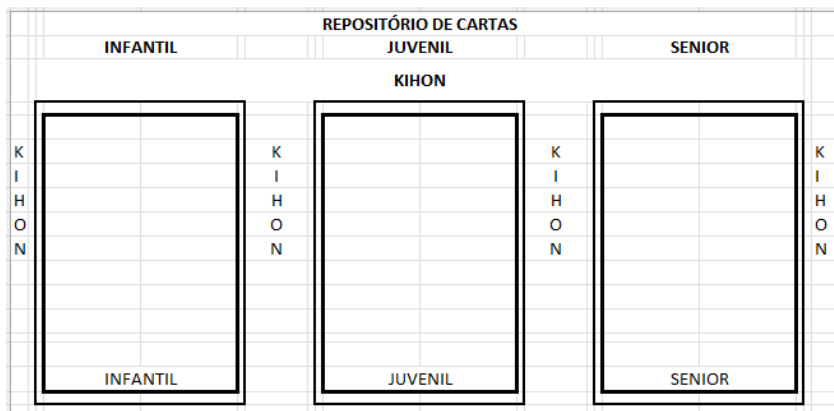 REPOSITÓRIO DE CARTAS
INFANTIL JUVENIL SENIOR
KIHON
K K K K
I I I I
H H H H
O O O O
N N N N
INFANTIL JUVENIL SENIOR